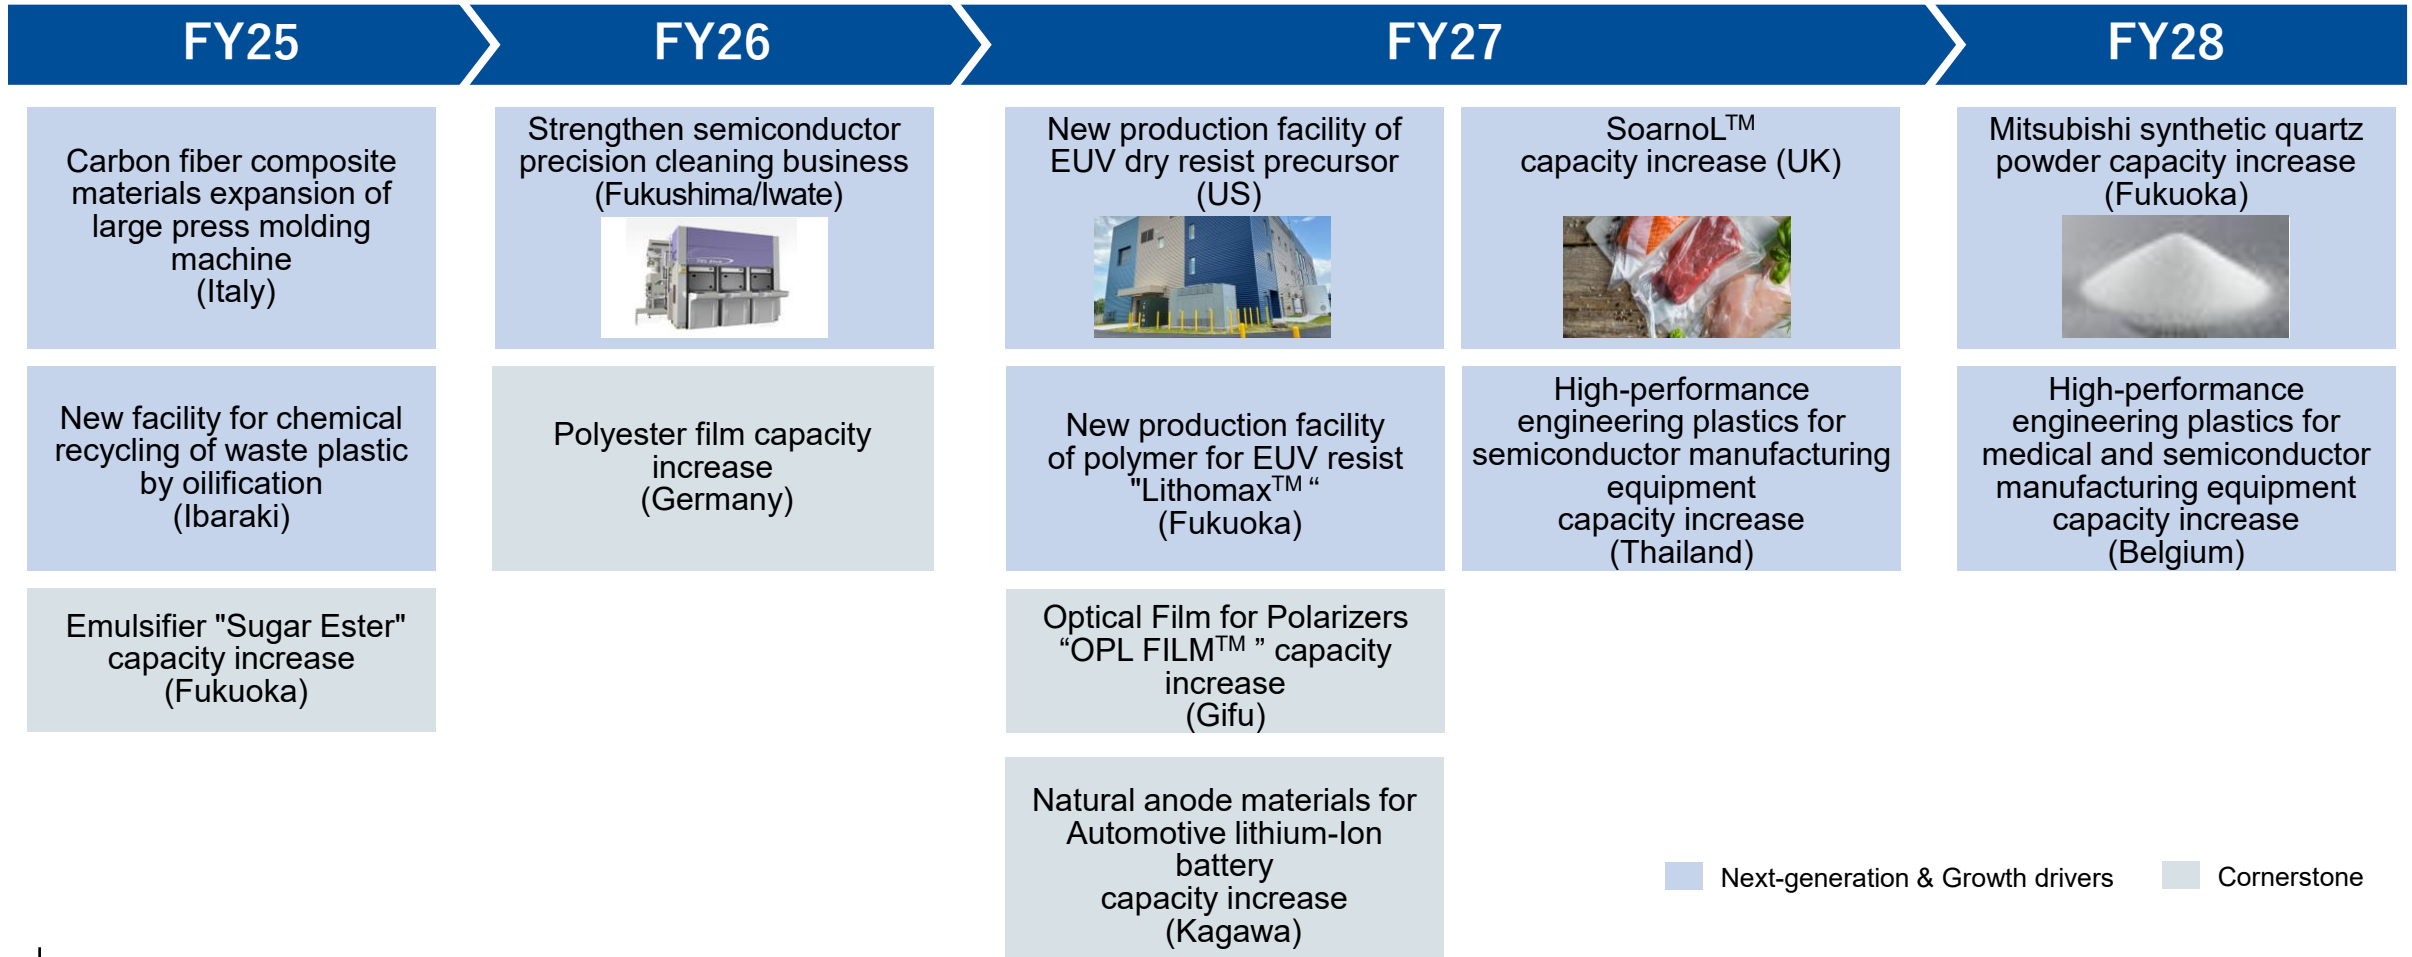 FY25
FY26
FY27
FY28
Carbon fiber composite
materials expansion of
large press molding
machine
(Italy)
New facility for chemical
recycling of waste plastic
by oilification
(Ibaraki)
Emulsifier "Sugar Ester"
capacity increase
(Fukuoka)
Strengthen semiconductor
precision cleaning business
(Fukushima/Iwate)
Polyester film capacity
increase
(Germany)
New production facility of
EUV dry resist precursor
(US)
New production facility
of polymer for EUV resist
"Lithomax™ “
(Fukuoka)
Optical Film for Polarizers
“OPL FILM™ ” capacity
increase
(Gifu)
Natural anode materials for
Automotive lithium-Ion
battery
capacity increase
(Kagawa)
SoarnoL™
capacity increase (UK)
High-performance
engineering plastics for
semiconductor manufacturing
equipment
capacity increase
(Thailand)
Mitsubishi synthetic quartz
powder capacity increase
(Fukuoka)
High-performance
engineering plastics for
medical and semiconductor
manufacturing equipment
capacity increase
(Belgium)
Next-generation & Growth drivers
Cornerstone